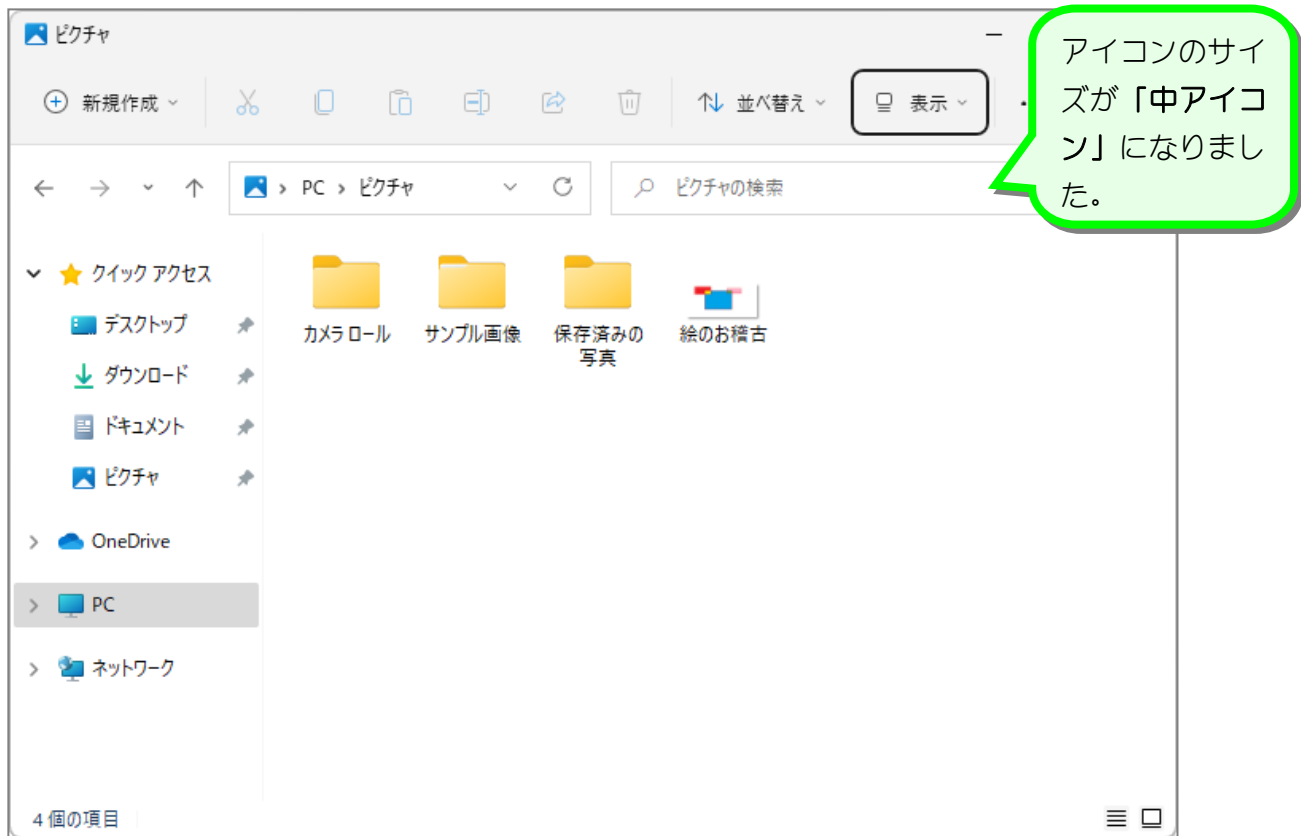 ピクチャ
新規作成
並べ替え
表示
PC
ピクチャ
ピクチャの検索
アイコンのサイ
ズが「中アイコ
ン」になりまし
た。
クイック アクセス
デスクトップ
ダウンロード
ドキュメント
ピクチャ
OneDrive
PC
ネットワーク
カメラ ロール
サンプル画像
保存済みの
写真
絵のお稽古
4 個の項目